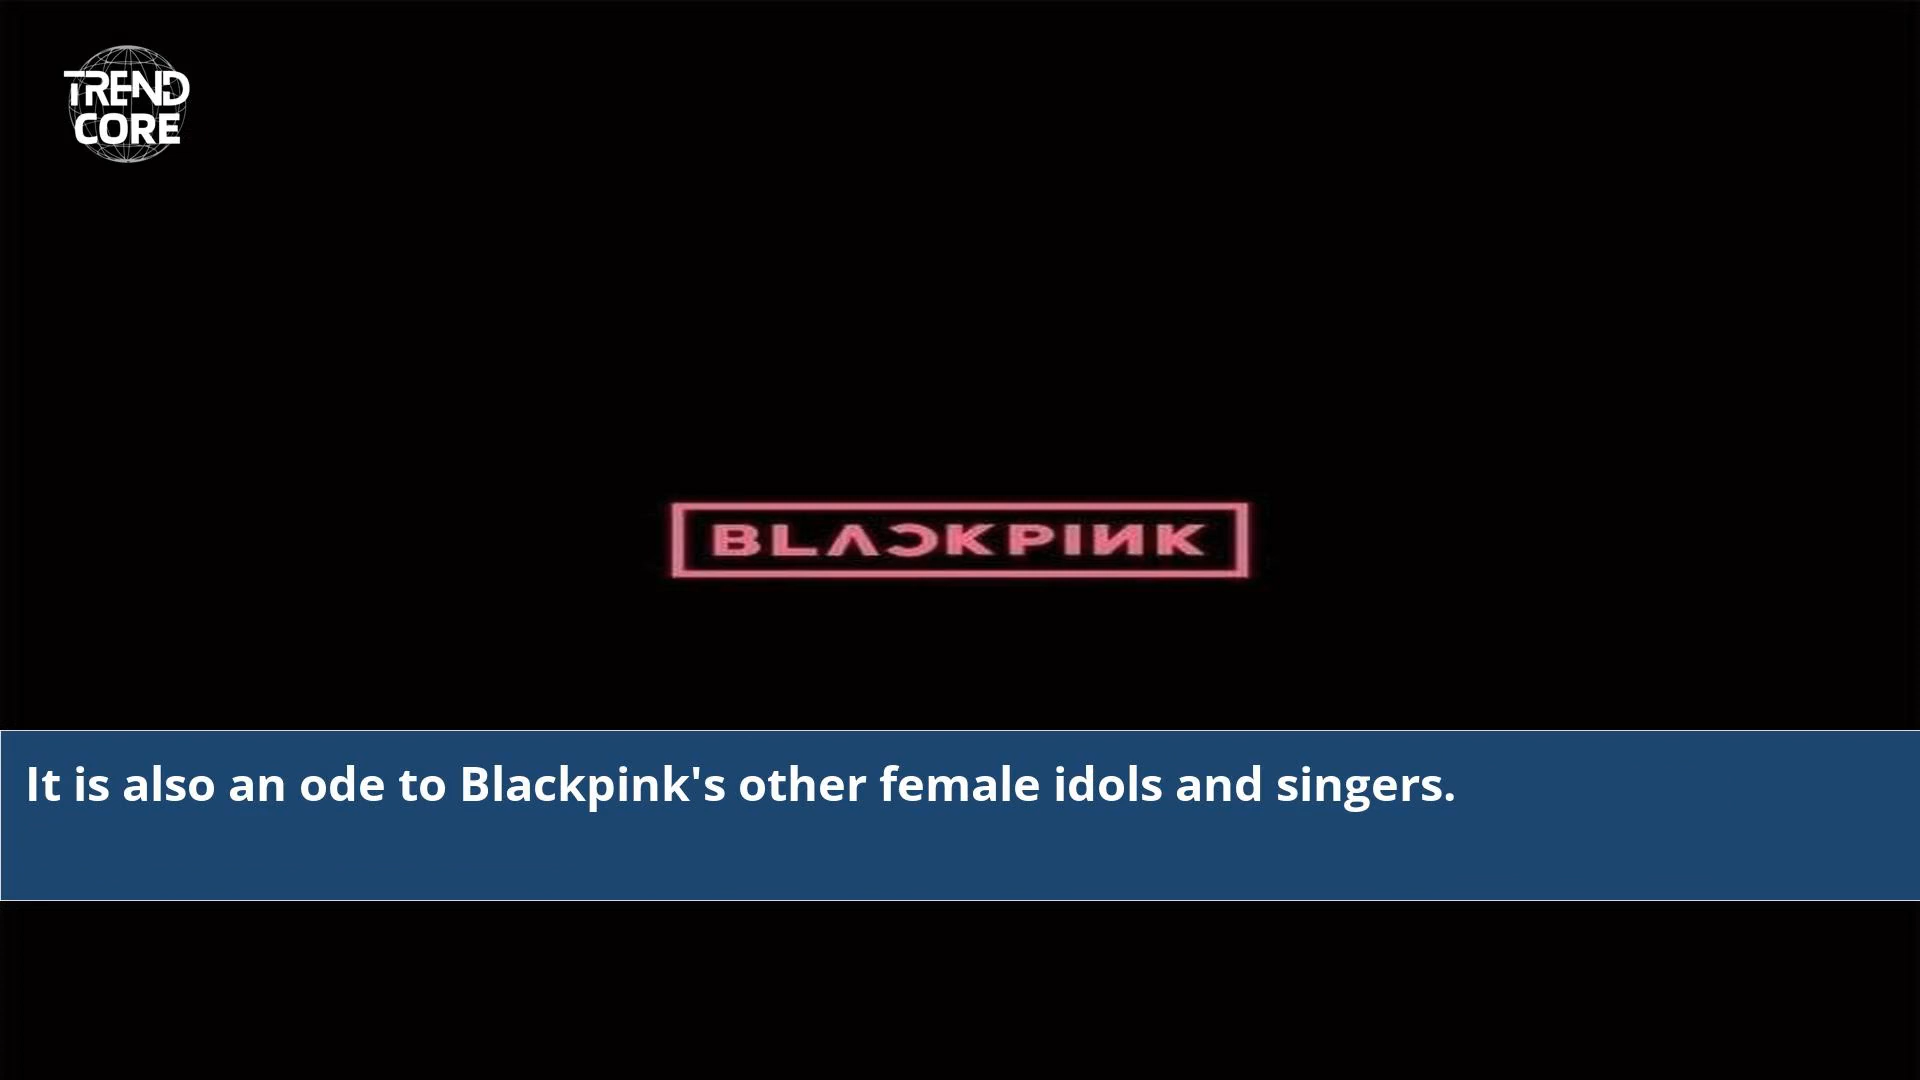 TREND
CORE
BLACKPINK
It is also an ode to Blackpink's other female idols and singers.